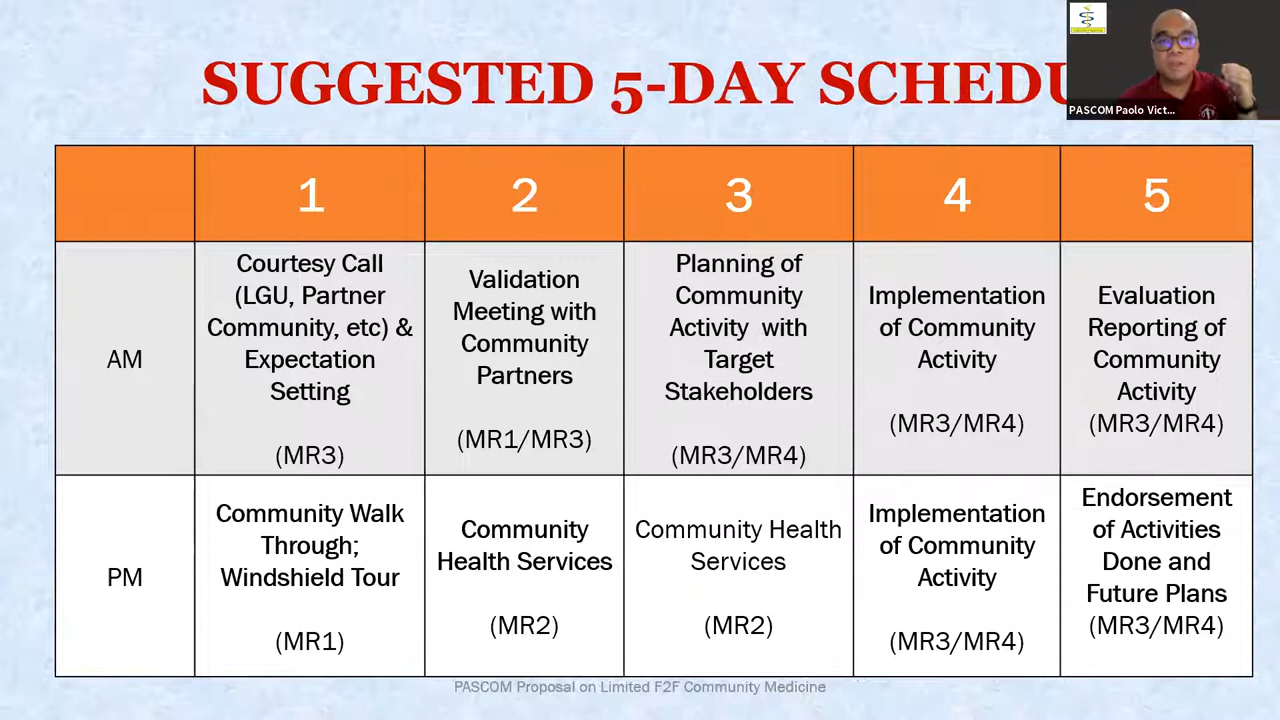 SUGGESTED 5-DAY SCHEDU
PASCOM Paolo Vict...
1
2
3
4
5
AM
Courtesy Call
(LGU, Partner
Community, etc) &
Expectation
Setting
(MR3)
Validation
Meeting with
Community
Partners
(MR1/MR3)
Planning of
Community
Activity with
Target
Stakeholders
(MR3/MR4)
Implementation
of Community
Activity
(MR3/MR4)
Evaluation
Reporting of
Community
Activity
(MR3/MR4)
PM
Community Walk
Through;
Windshield Tour
(MR1)
Community
Health Services
(MR2)
Community Health
Services
(MR2)
Implementation
of Community
Activity
(MR3/MR4)
Endorsement
of Activities
Done and
Future Plans
(MR3/MR4)
PASCOM Proposal on Limited F2F Community Medicine